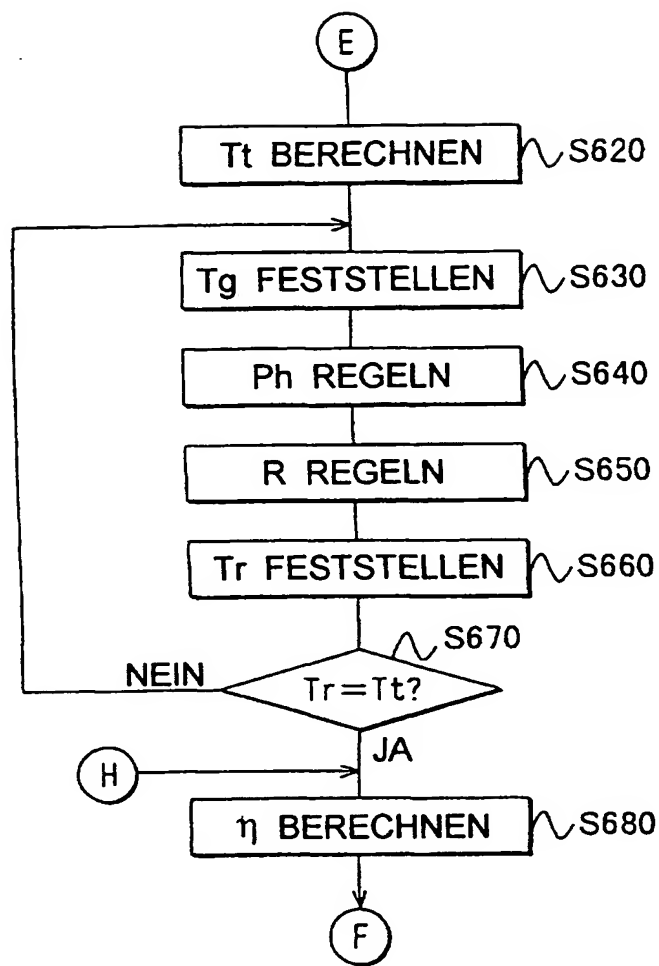 E
Tt BERECHNEN S620
Tg FESTSTELLEN S630
Ph REGELN S640
R REGELN S650
Tr FESTSTELLEN S660
S670
NEIN Tr=Tt?
JA
H
η BERECHNEN S680
F